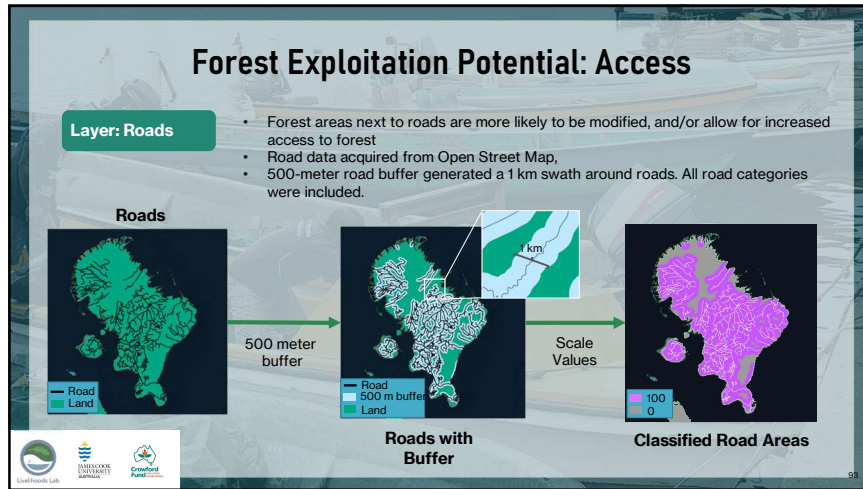 Forest Exploitation Potential: Access
Layer: Roads
• Forest areas next to roads are more likely to be modified, and/or allow for increased
access to forest
• Road data acquired from Open Street Map,
• 500-meter road buffer generated a 1 km swath around roads. All road categories
were included.
Roads
Road
Land
500 meter
buffer
1 km
Road
500 m buffer
Land
Roads with
Buffer
Scale
Values
100
0
Classified Road Areas
Livelihoods Lab
JAMES COOK
UNIVERSITY
AUSTRALIA
Crawford
Fund
93